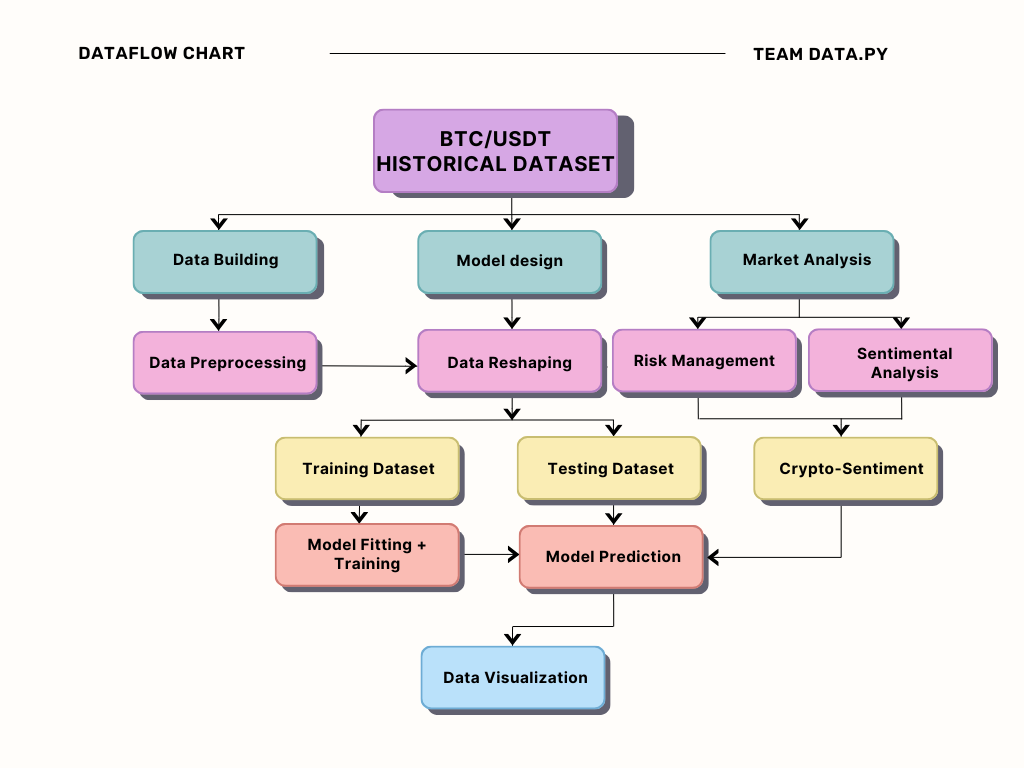 DATAFLOW CHART
TEAM DATA.PY
BTC/USDT
HISTORICAL DATASET
Data Building
Model design
Market Analysis
Data Preprocessing
Data Reshaping
Risk Management
Sentimental
Analysis
Training Dataset
Testing Dataset
Crypto-Sentiment
Model Fitting +
Training
Model Prediction
Data Visualization